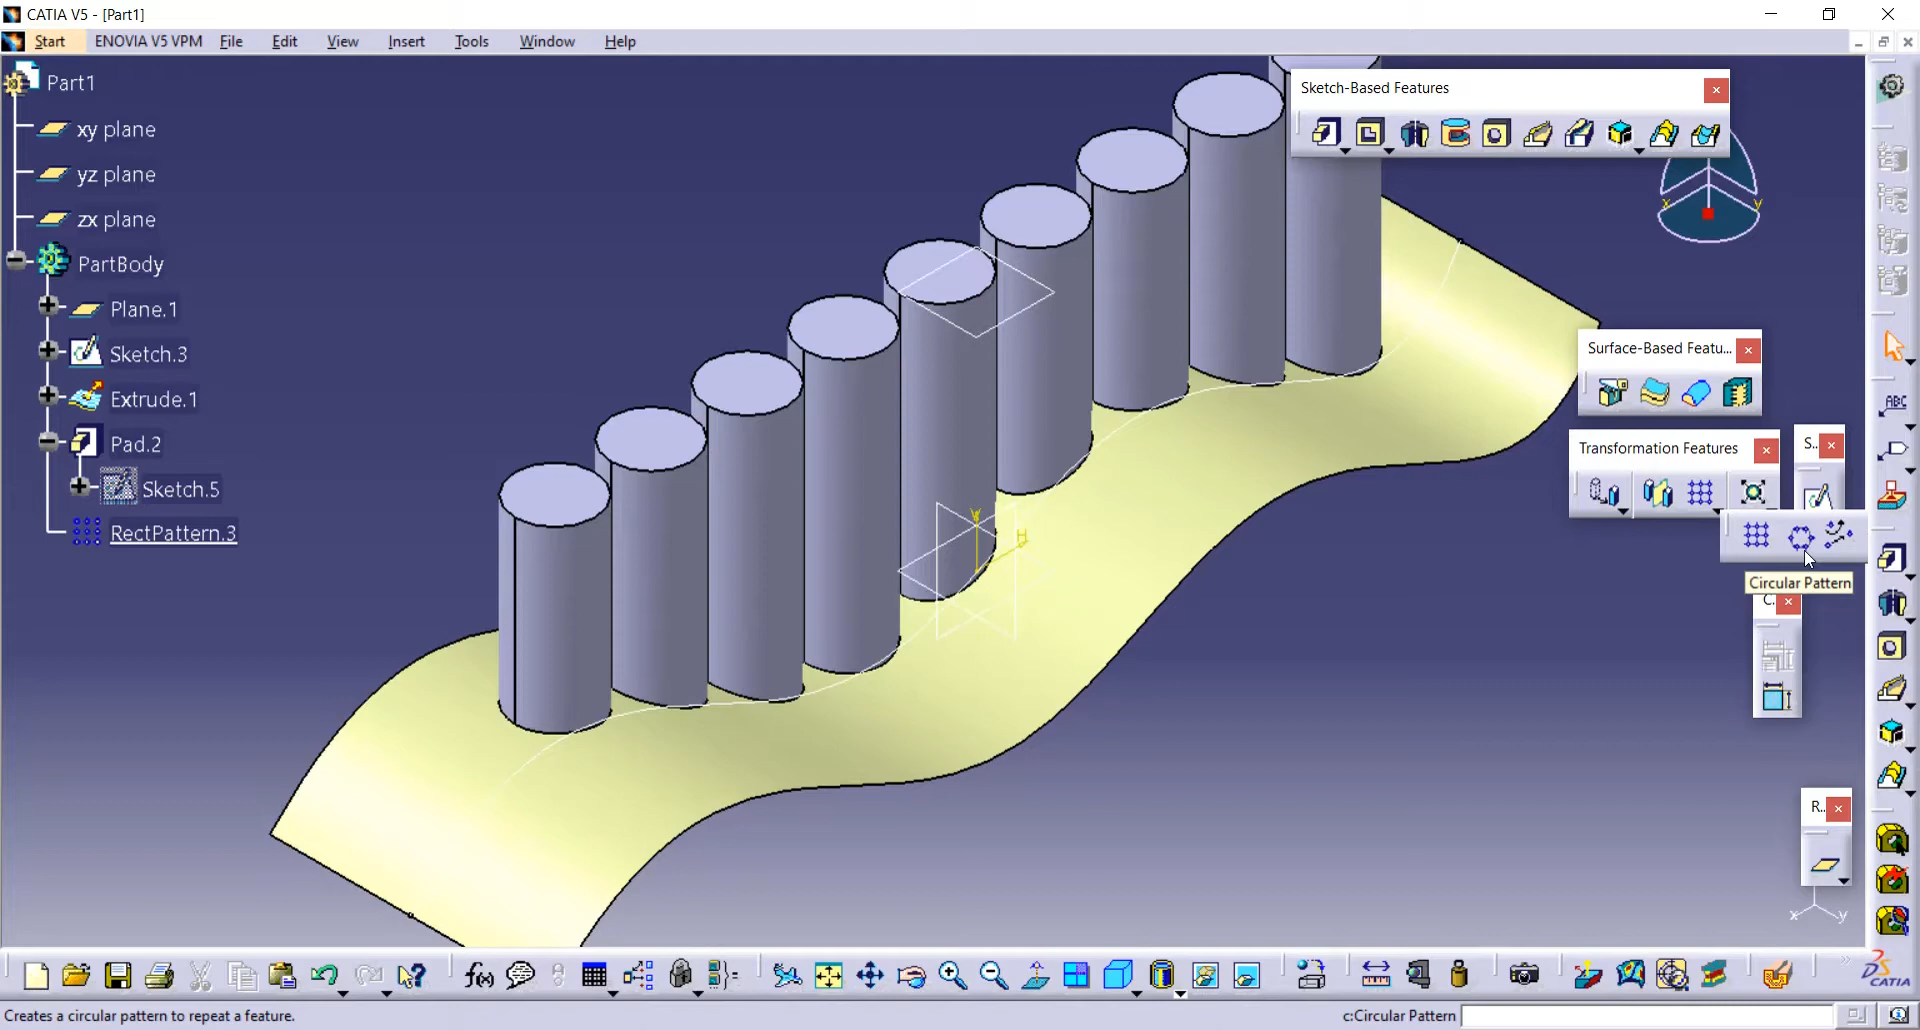 CATIA V5 - [Part1]
Start ENOVIA V5 VPM File Edit View Insert Tools Window Help
Part1
xy plane
yz plane
zx plane
PartBody
Plane.1
Sketch.3
Extrude.1
Pad.2
Sketch.5
RectPattern.3
Sketch-Based Features
x y
Surface-Based Featu...
Transformation Features
S..
ABC
V
H
Circular Pattern
C.
R..
x y
f(x)
CATIA
Creates a circular pattern to repeat a feature.
c:Circular Pattern